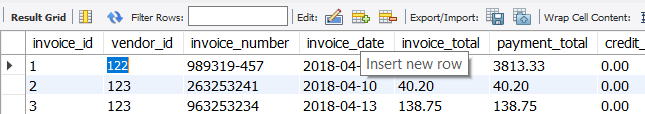 Result Grid Filter Rows: Edit: Export/Import: Wrap Cell Content:
invoice_id vendor_id invoice_number invoice_date invoice_total payment_total credit_
1 122 989319-457 2018-04- Insert new row 3813.33 0.00
2 123 263253241 2018-04-10 40.20 40.20 0.00
3 123 963253234 2018-04-13 138.75 138.75 0.00